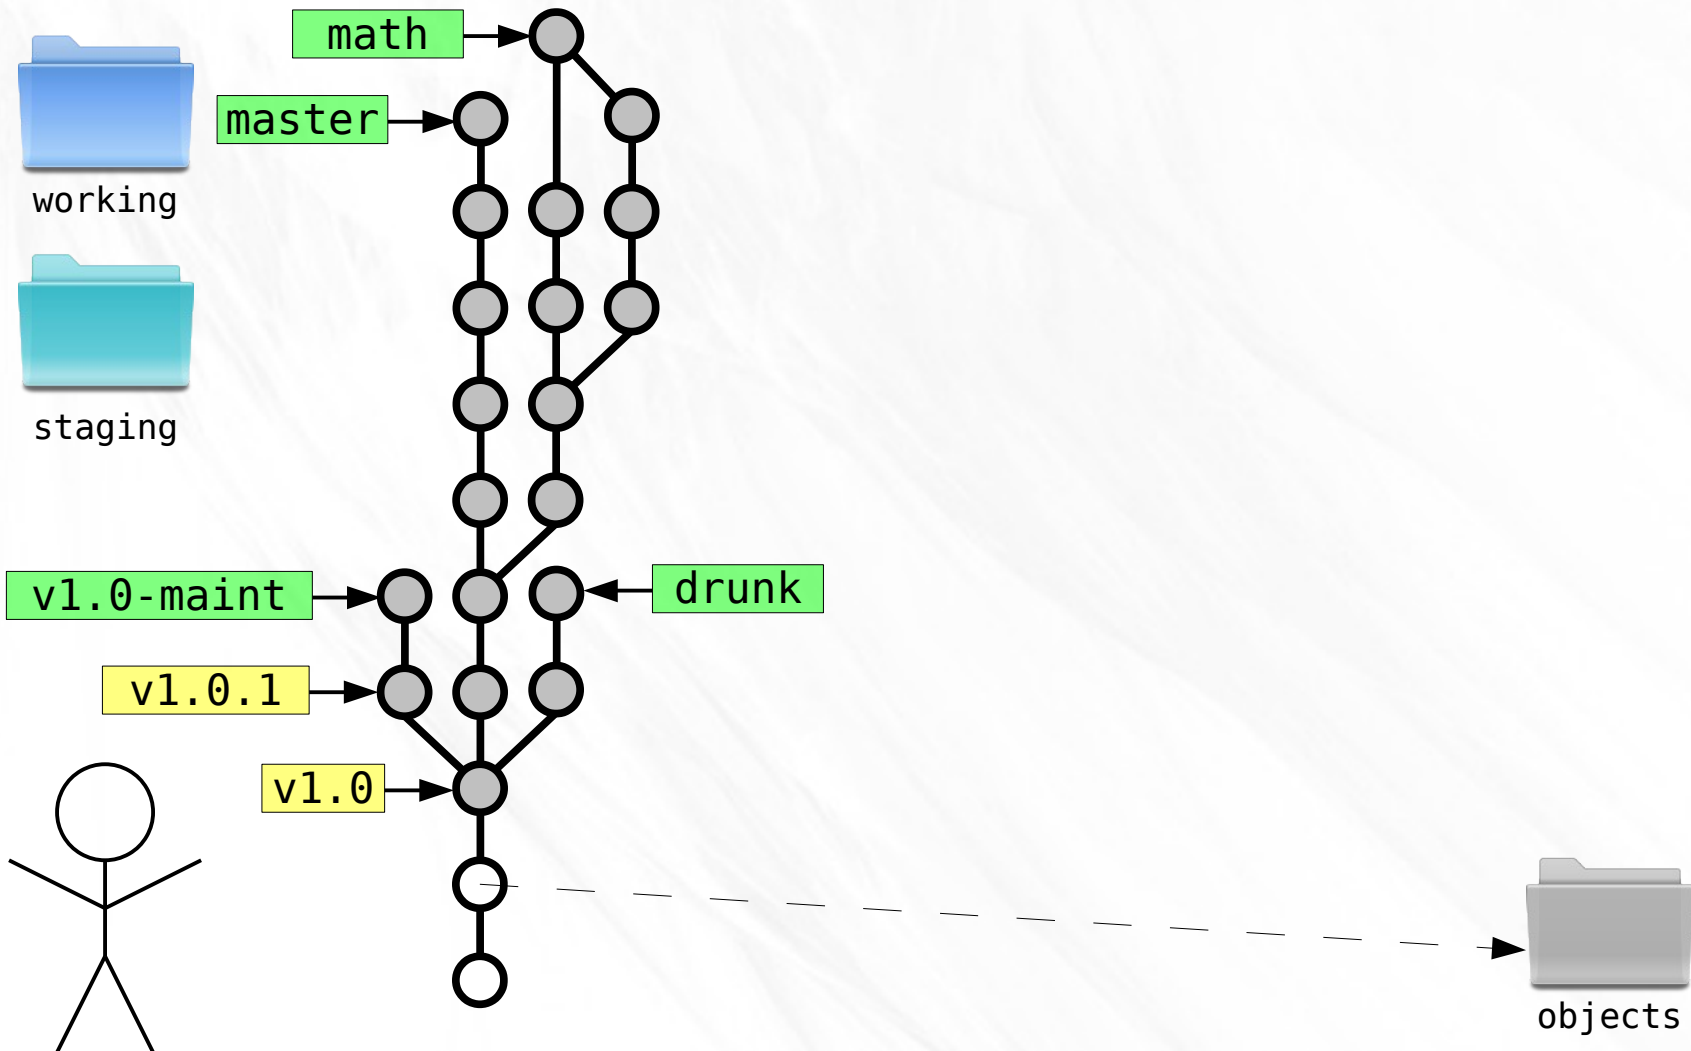 math
master
working
staging
v1.0-maint
drunk
v1.0.1
v1.0
objects